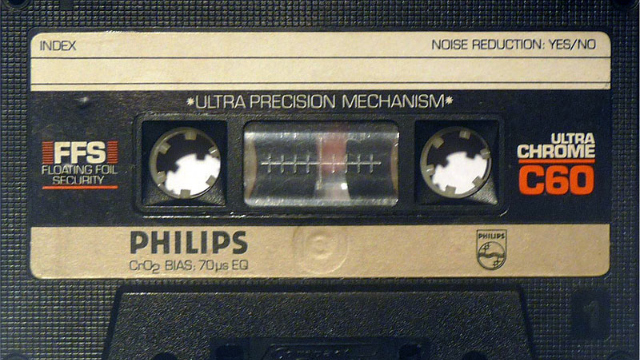 INDEX
NOISE REDUCTION: YES/NO
*ULTRA PRECISION MECHANISM*
FFS
FLOATING FOIL
SECURITY
ULTRA
CHROME
C60
PHILIPS
CrO2 BIAS; 70µs EQ
PHILIPS
1